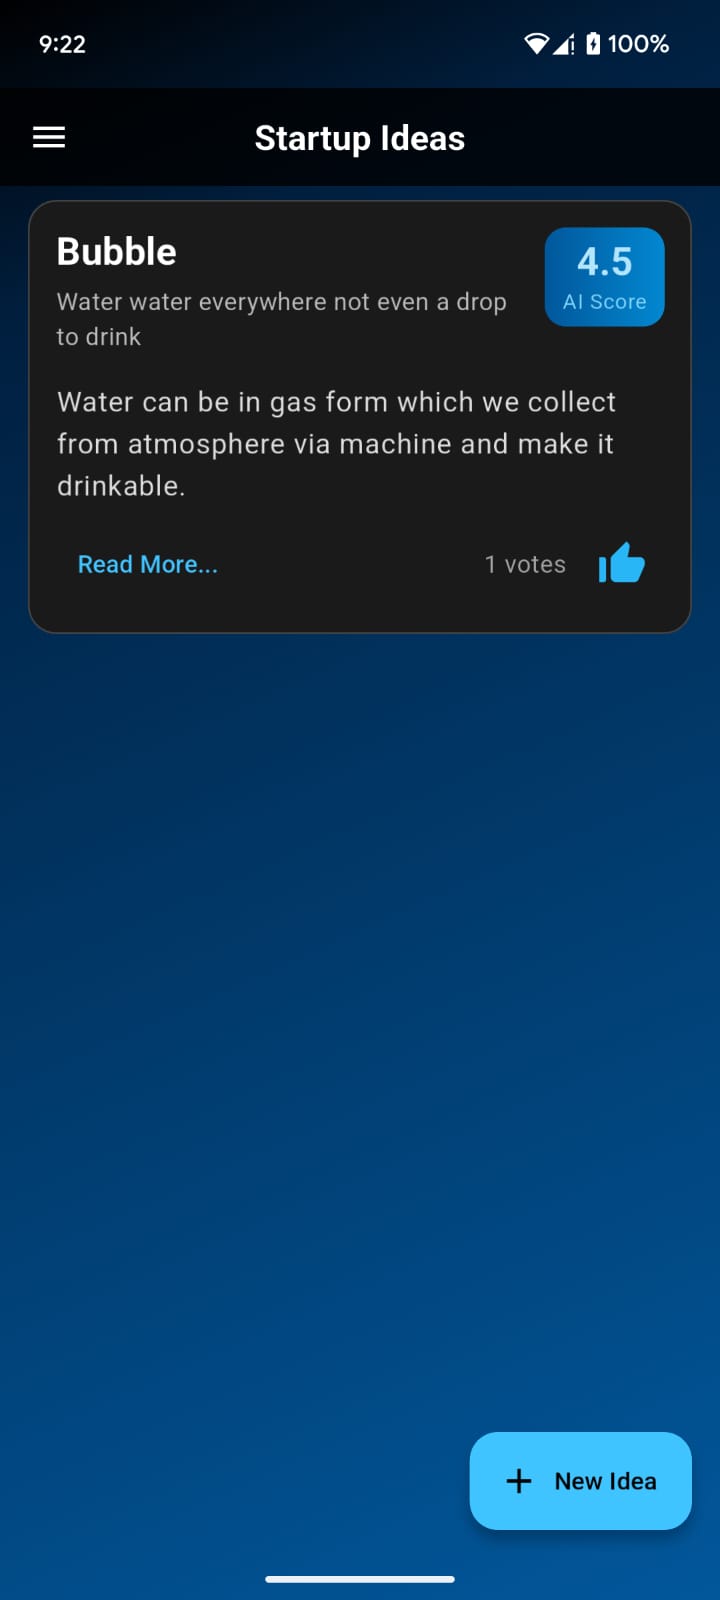 9:22
100%
Startup Ideas
Bubble
4.5
AI Score
Water water everywhere not even a drop
to drink
Water can be in gas form which we collect
from atmosphere via machine and make it
drinkable.
Read More...
1 votes
New Idea